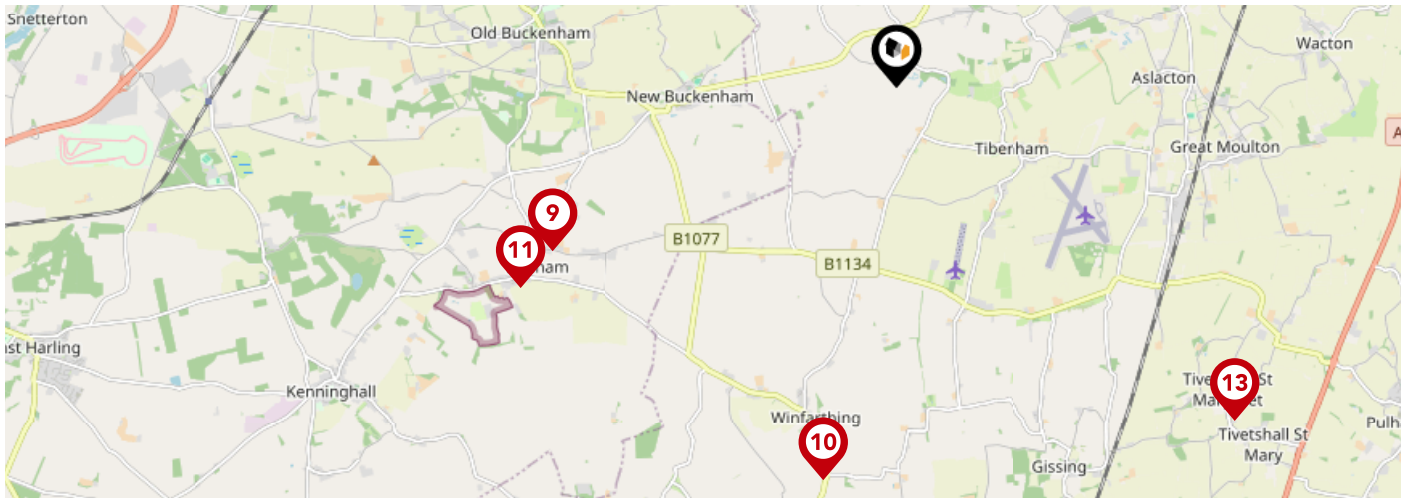 Snetterton
Old Buckenham
Wacton
Aslacton
New Buckenham
Tibenham
Great Moulton
9
B1077
11
B1134
Kenninghall
13
Winfarthing
10
Tivetshall St
Mary
Gissing